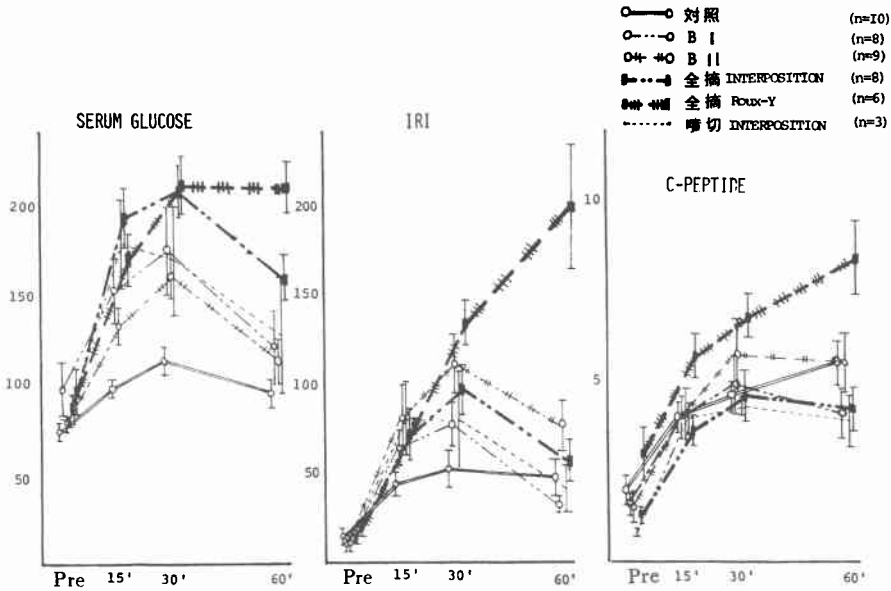 対照 (n=10)
B I (n=8)
B II (n=9)
全摘 INTERPOSITION (n=8)
全摘 Roux-Y (n=6)
噴切 INTERPOSITION (n=3)
SERUM GLUCOSE
200
150
100
50
Pre 15' 30' 60'
IRI
200
150
100
50
Pre 15' 30' 60'
C-PEPTIDE
10
5
Pre 15' 30' 60'